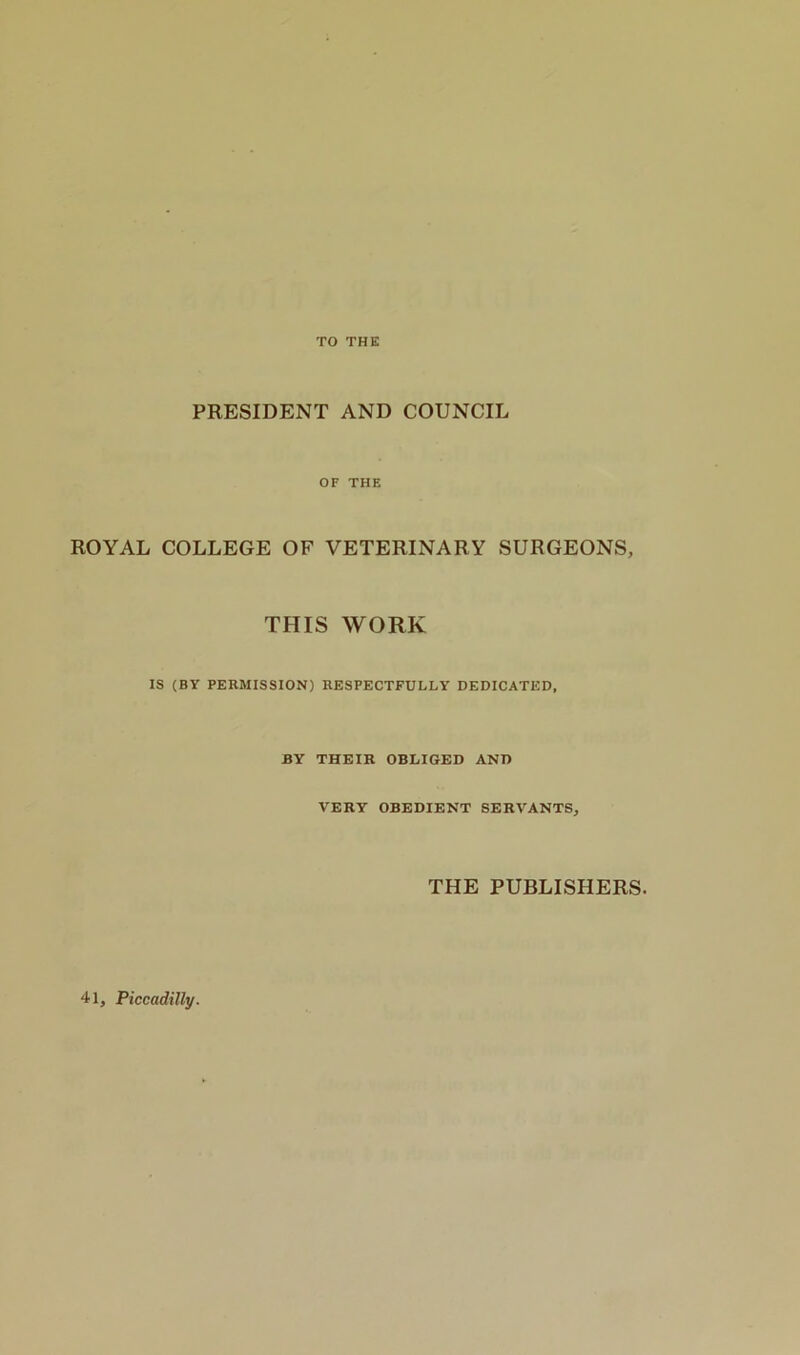 TO THE
PRESIDENT AND COUNCIL
OF THE
ROYAL COLLEGE OF VETERINARY SURGEONS,
THIS WORK
IS (BY PERMISSION) RESPECTFULLY DEDICATED,
BY THEIR OBLIGED AND
VERY OBEDIENT SERVANTS,
THE PUBLISHERS.
41, Piccadilly.